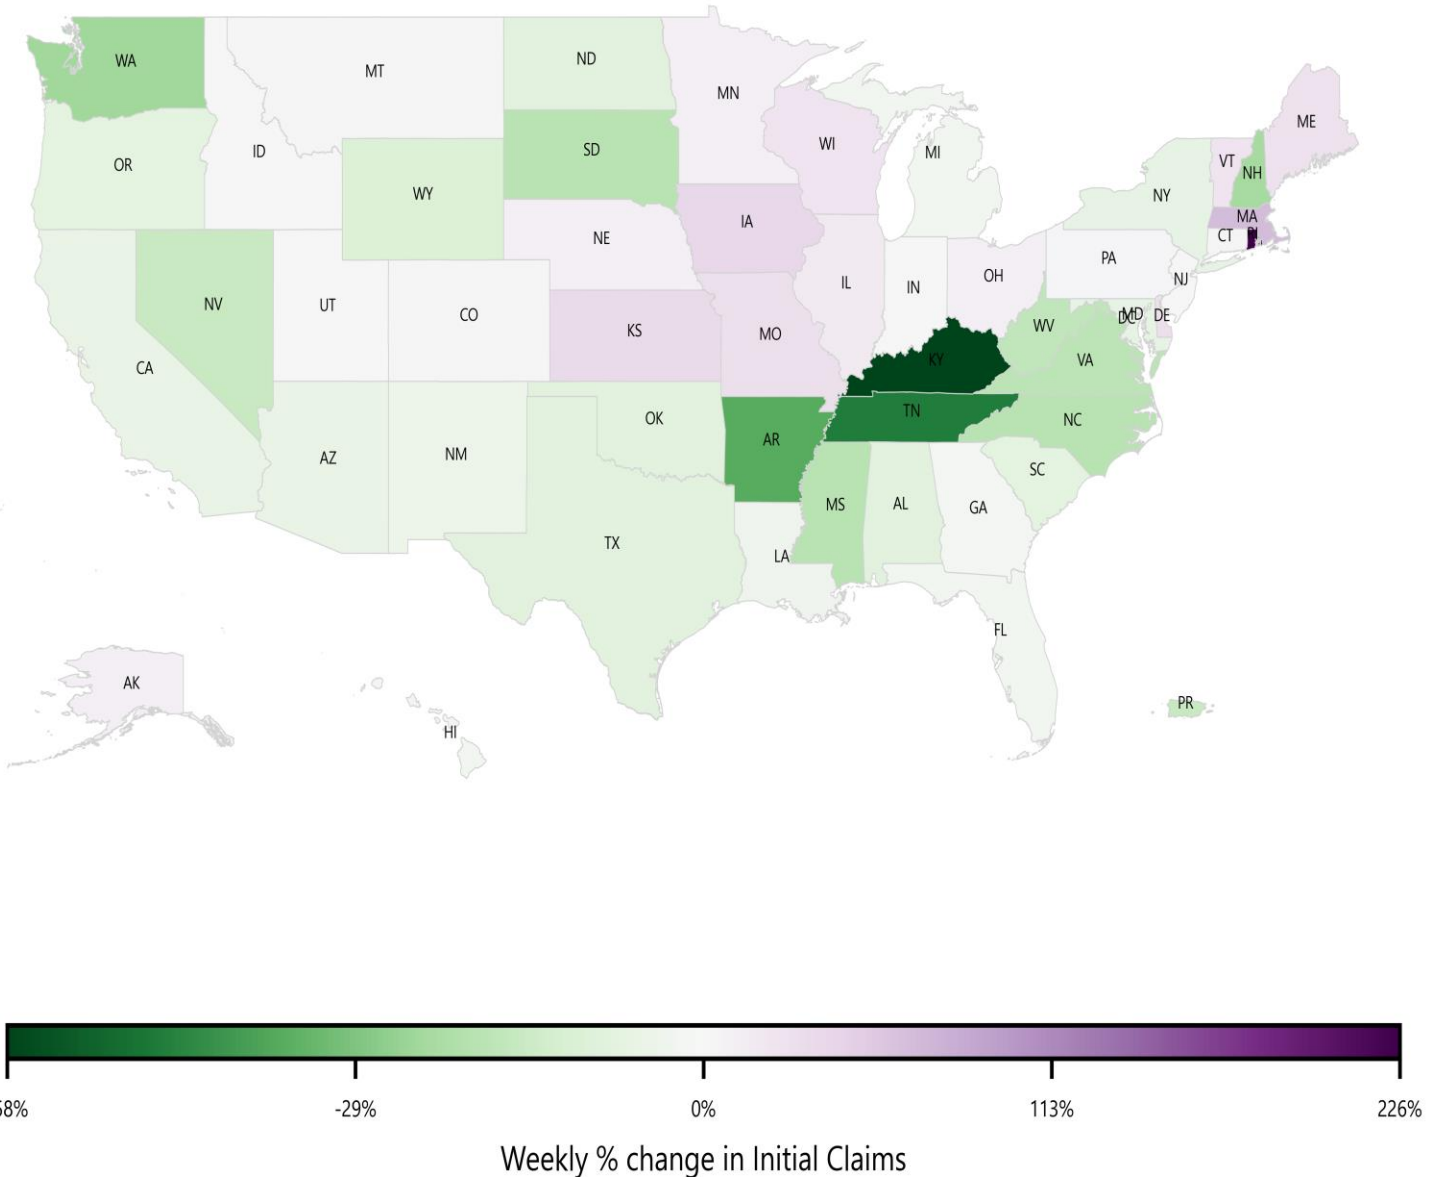 WA
MT
ND
MN
ME
OR
ID
SD
WI
MI
VT
NH
WY
NY
IA
MA
NE
CT
RI
PA
NV
UT
CO
IL
IN
OH
NJ
KS
MO
WV
MD
DC
DE
CA
KY
VA
OK
AR
TN
NC
AZ
NM
SC
MS
AL
GA
TX
LA
FL
AK
HI
PR
58% -29% 0% 113% 226%
Weekly % change in Initial Claims